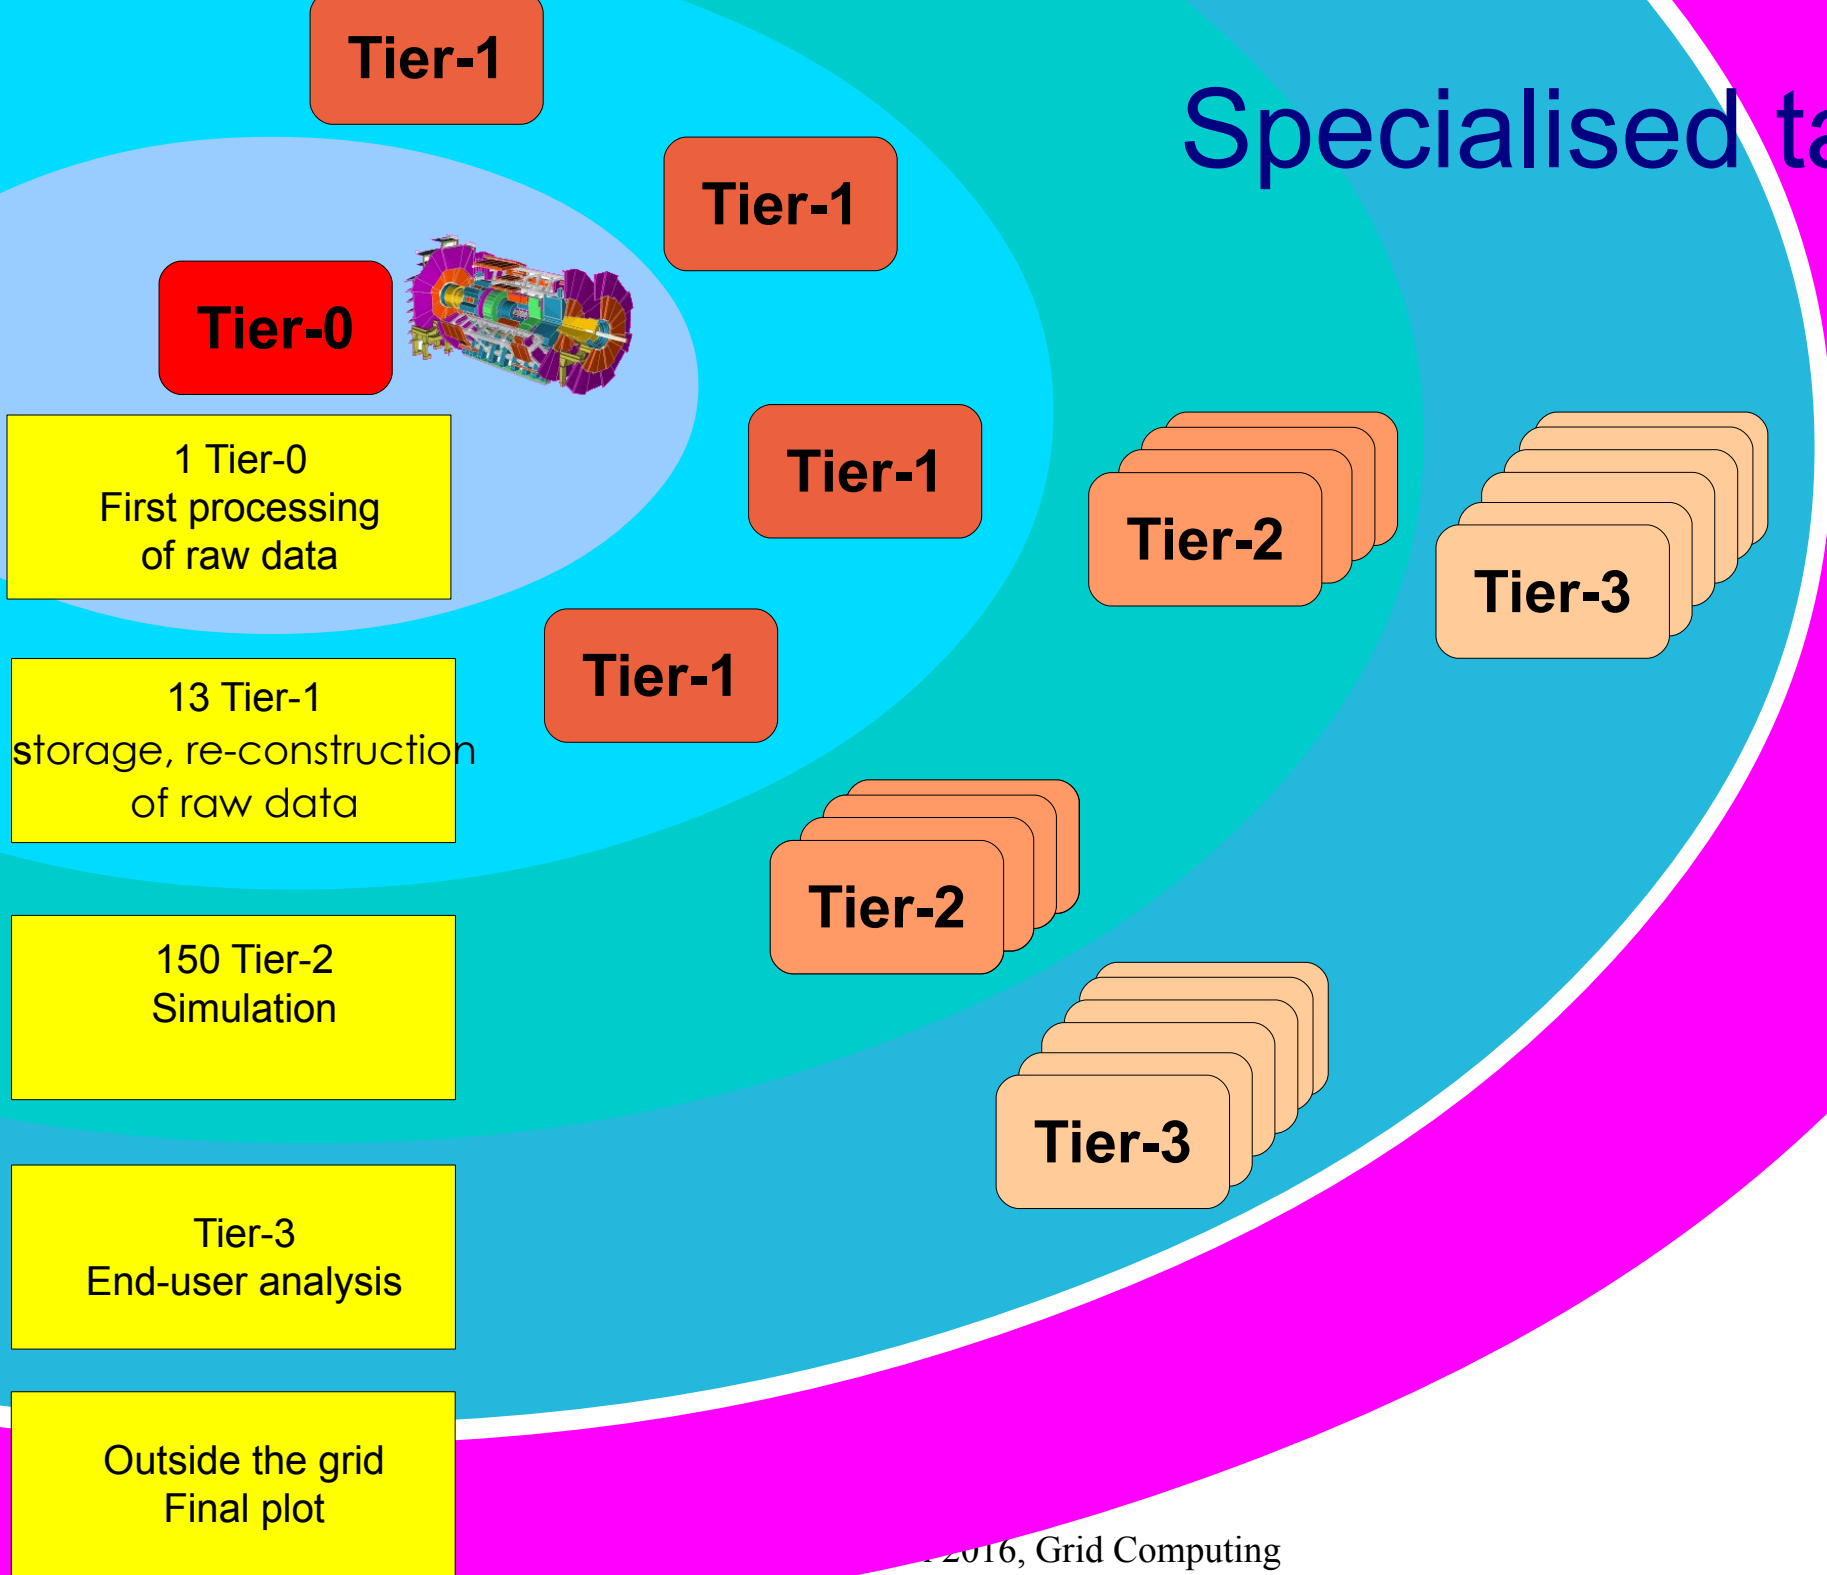 Tier-1
Specialised
Tier-1
Tier-0
Tier-1
Tier-2
Tier-3
1 Tier-0
First processing
of raw data
Tier-1
13 Tier-1
storage, re-construction
of raw data
Tier-2
150 Tier-2
Simulation
Tier-3
Tier-3
End-user analysis
Outside the grid
Final plot
2016, Grid Computing